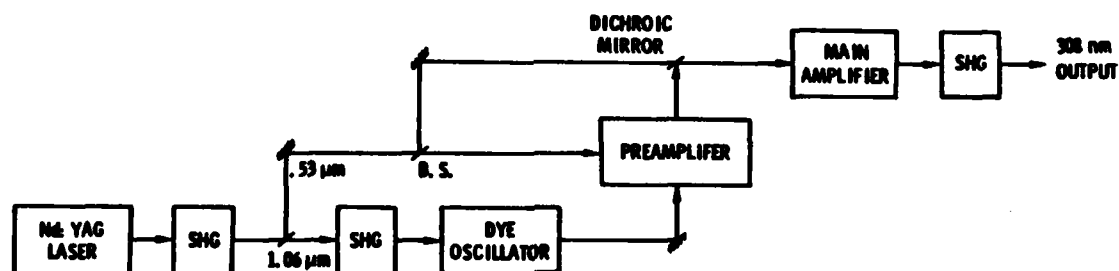 DICHROIC
MIRROR
MAIN
AMPLIFIER
SHG
308 nm
OUTPUT
.53 μm
B. S.
PREAMPLIFER
Nd: YAG
LASER
SHG
1.06 μm
SHG
DYE
OSCILLATOR